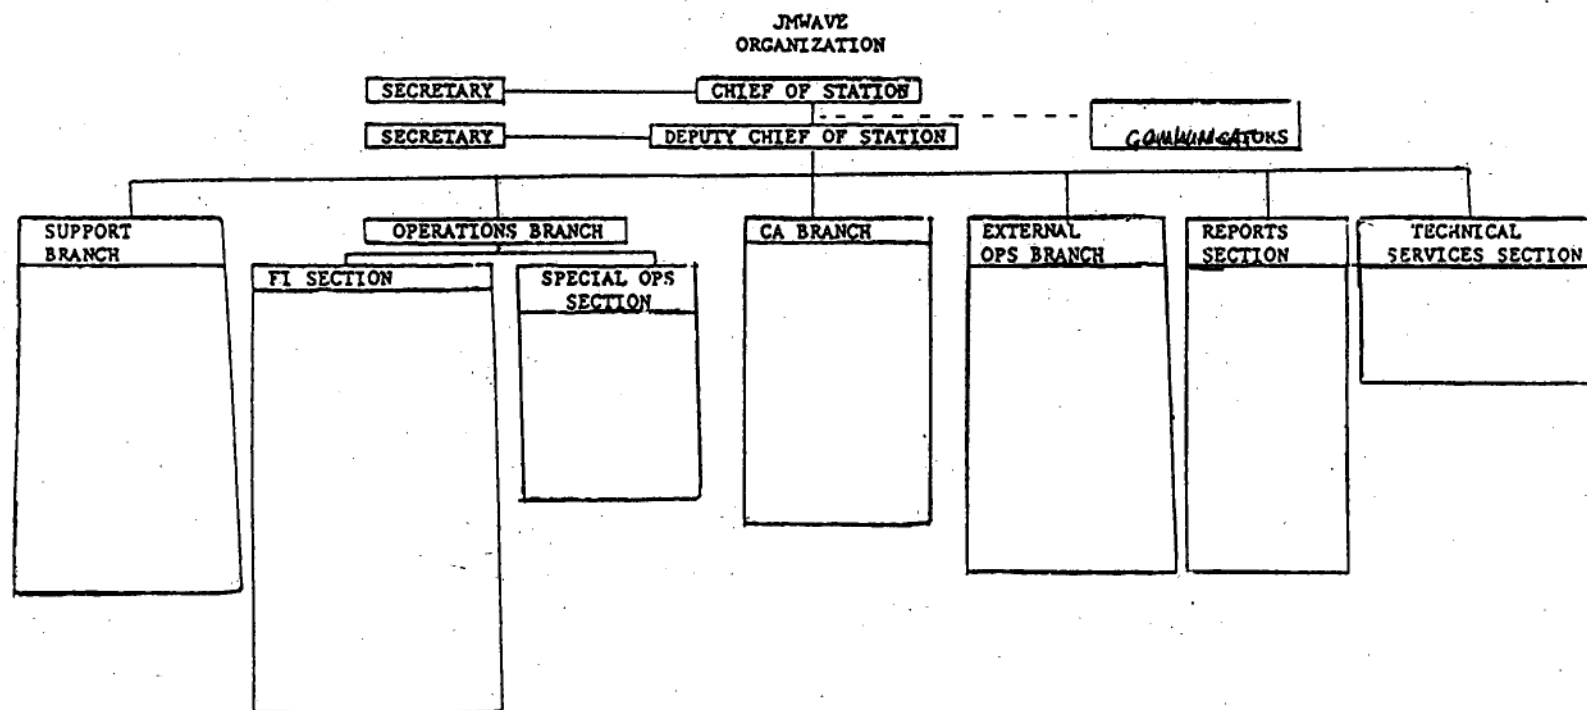 JMWAVE
ORGANIZATION
SECRETARY
CHIEF OF STATION
SECRETARY
DEPUTY CHIEF OF STATION
COMMUNICATORS
SUPPORT
BRANCH
OPERATIONS BRANCH
FI SECTION
SPECIAL OPS
SECTION
CA BRANCH
EXTERNAL
OPS BRANCH
REPORTS
SECTION
TECHNICAL
SERVICES SECTION